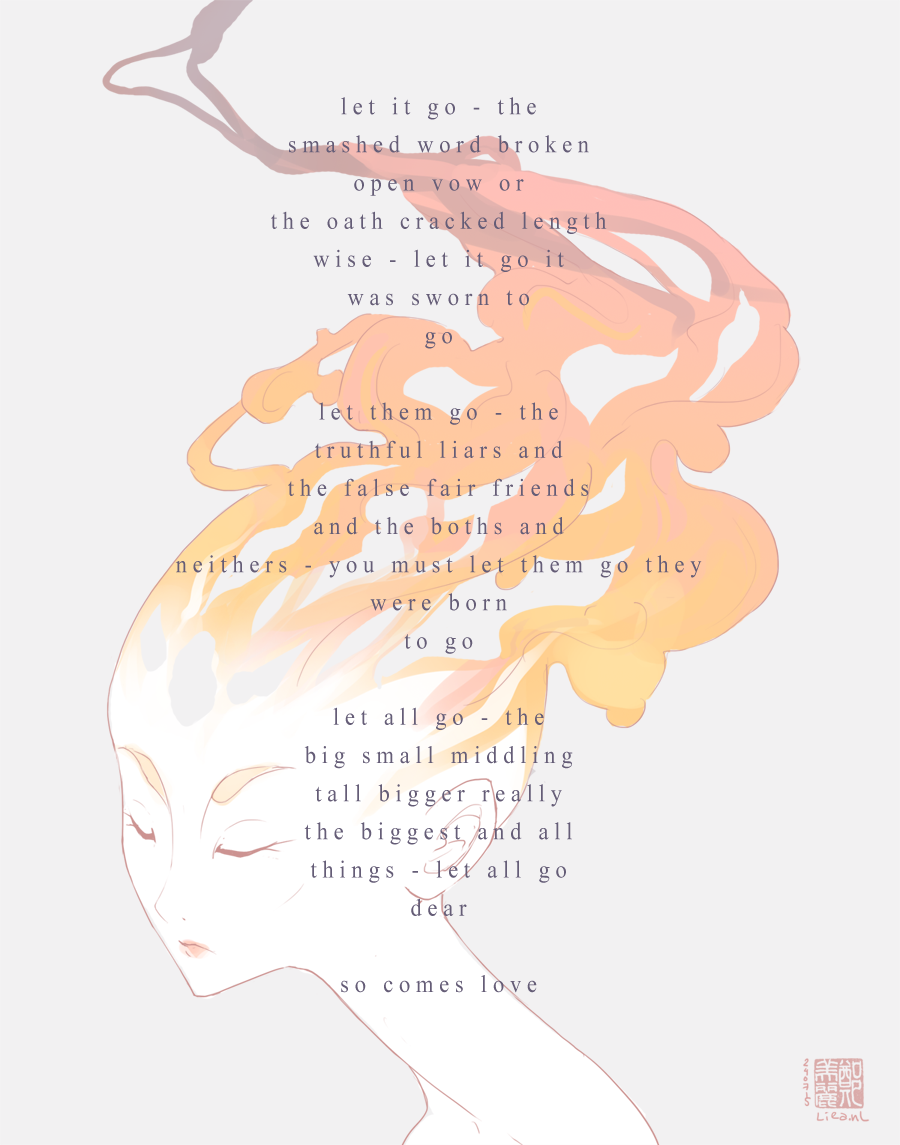 let it go - the
smashed word broken
open vow or
the oath cracked length
wise - let it go it
was sworn to
go
let them go - the
truthful liars and
the false fair friends
and the boths and
neithers - you must let them go they
were born
to go
let all go - the
big small middling
tall bigger really
the biggest and all
things - let all go
dear
so comes love
290715